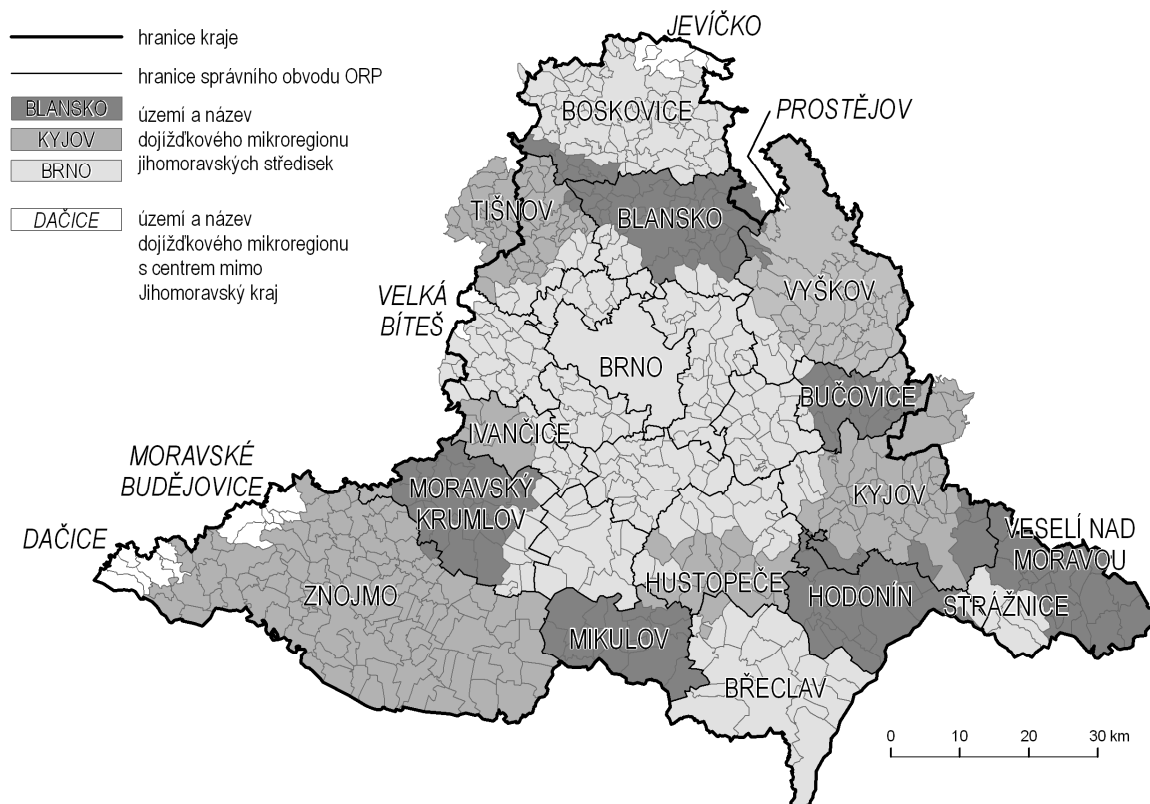 hranice kraje
hranice správního obvodu ORP
BLANSKO
KYJOV
BRNO
území a název
dojížďkového mikroregionu
jihomoravských středisek
DAČICE
území a název
dojížďkového mikroregionu
s centrem mimo
Jihomoravský kraj
JEVÍČKO
BOSKOVICE
PROSTĚJOV
TIŠNOV
BLANSKO
VELKÁ
BÍTEŠ
VYŠKOV
BRNO
BUČOVICE
IVANČICE
MORAVSKÉ
BUDĚJOVICE
MORAVSKÝ
KRUMLOV
KYJOV
DAČICE
VESELÍ NAD
MORAVOU
ZNOJMO
HUSTOPEČE
HODONÍN
STRÁŽNICE
MIKULOV
BŘECLAV
0 10 20 30 km